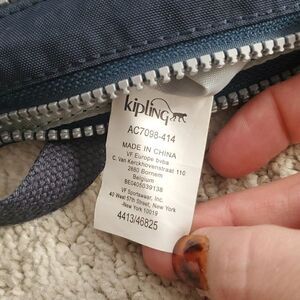 kipling
AC7098-414
MADE IN CHINA
VF Europe bvba
C. Van Kerckhovenstraat 110
2880 Bornem
Belgium
BE0405039138
VF Sportswear, Inc.
40 West 57th Street, New York
-New York 10019
4413/46825